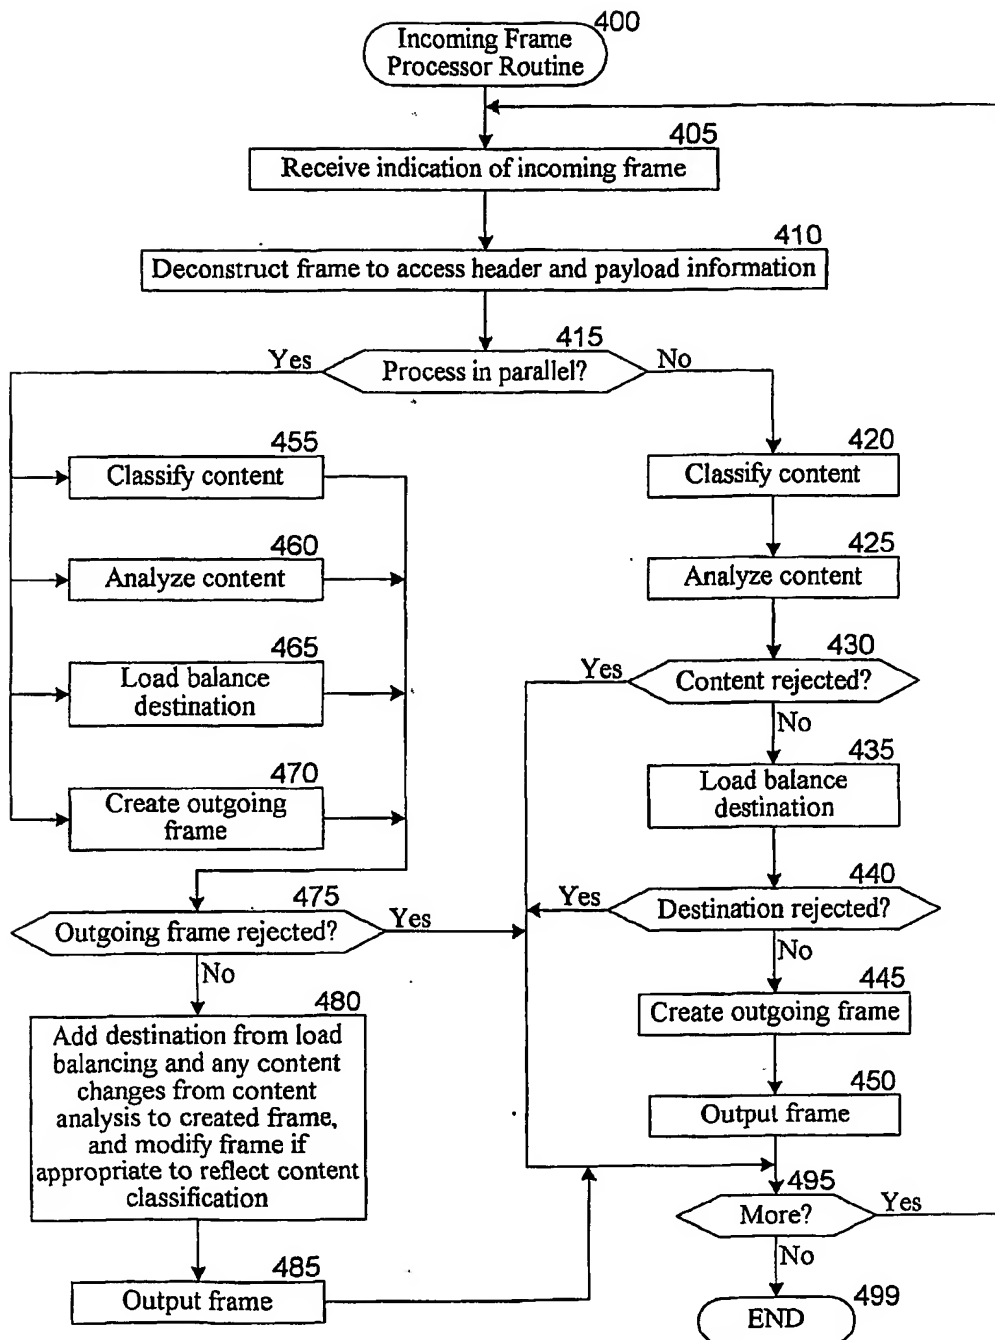 400
Incoming Frame
Processor Routine
405
Receive indication of incoming frame
410
Deconstruct frame to access header and payload information
415
Yes
Process in parallel?
No
455
Classify content
460
Analyze content
465
Load balance
destination
470
Create outgoing
frame
475
Outgoing frame rejected?
Yes
No
480
Add destination from load
balancing and any content
changes from content
analysis to created frame,
and modify frame if
appropriate to reflect content
classification
485
Output frame
420
Classify content
425
Analyze content
430
Yes
Content rejected?
No
435
Load balance
destination
440
Yes
Destination rejected?
No
445
Create outgoing frame
450
Output frame
495
More?
Yes
No
499
END